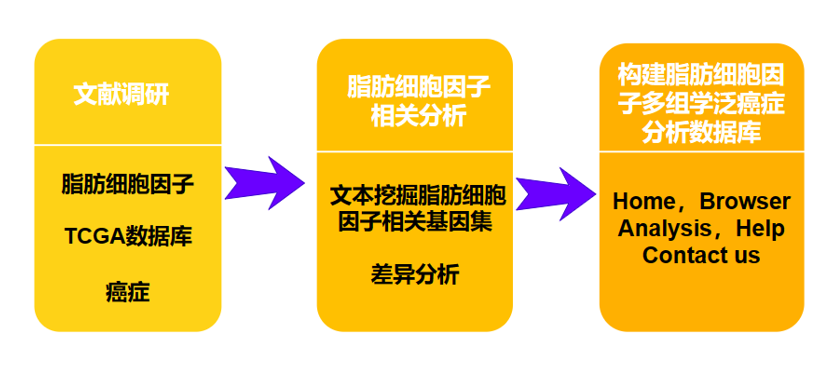 文献调研
脂肪细胞因子
TCGA数据库
癌症
脂肪细胞因子
相关分析
文本挖掘脂肪细胞
因子相关基因集
差异分析
构建脂肪细胞因
子多组学泛癌症
分析数据库
Home，Browser
Analysis，Help
Contact us